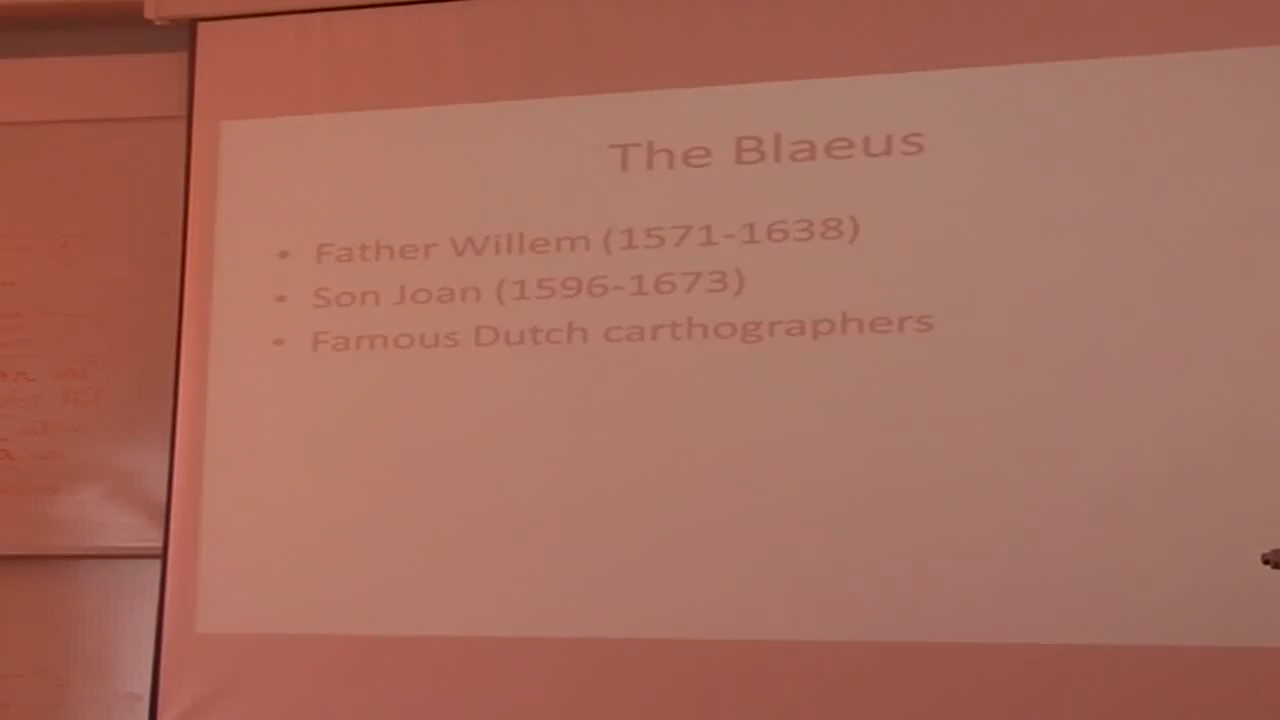 The Blaeus
• Father Willem (1571-1638)
• Son Joan (1596-1673)
• Famous Dutch carthographers